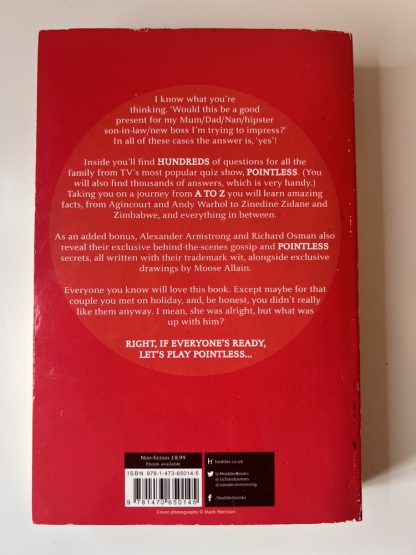 I know what you're
thinking. 'Would this be a good
present for my Mum/Dad/Nan/hipster
son-in-law/new boss I'm trying to impress?'
In all of these cases the answer is, 'yes'!
Inside you'll find HUNDREDS of questions for all the
family from TV's most popular quiz show, POINTLESS. (You
will also find thousands of answers, which is very handy.)
Taking you on a journey from A TO Z you will learn amazing
facts, from Agincourt and Andy Warhol to Zinedine Zidane and
Zimbabwe, and everything in between.
As an added bonus, Alexander Armstrong and Richard Osman also
reveal their exclusive behind-the-scenes gossip and POINTLESS
secrets, all written with their trademark wit, alongside exclusive
drawings by Moose Allain.
Everyone you know will love this book. Except maybe for that
couple you met on holiday, and, be honest, you didn't really
like them anyway. I mean, she was alright, but what was
up with him?
RIGHT, IF EVERYONE'S READY,
LET'S PLAY POINTLESS...
Non-fiction £8.99
Ebook available
ISBN 978-1-473-65014-5
9 781473 650145
hodder.co.uk
@HodderBooks
@richardosman
@xanderarmstrong
/hodderbooks
Cover photographs © Mark Harrison